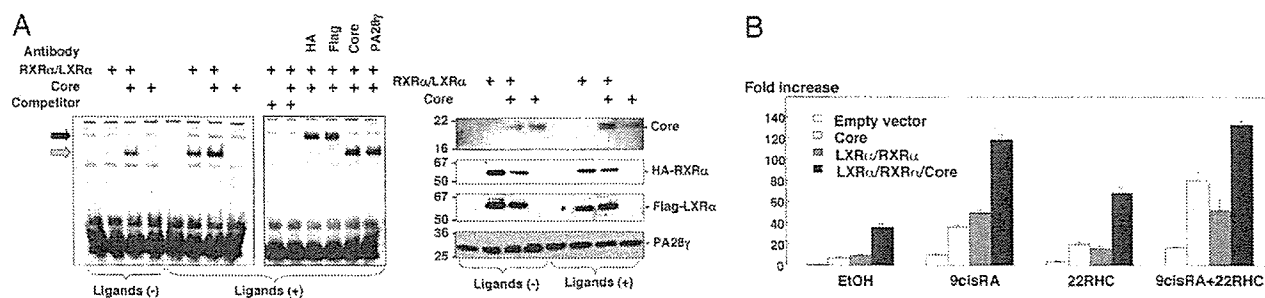 A
Antibody
HA
Flag
Core
PA28γ
RXRα/LXRα + + + + + + + + + +
Core + + + + + + + + +
Competitor + +
Ligands (-)
Ligands (+)
RXRα/LXRα + + + +
Core + + + +
22
16
Core
67
50
HA-RXRα
67
50
Flag-LXRα
36
25
PA28γ
Ligands (-)
Ligands (+)
B
Fold increase
140
120
100
80
60
40
20
0
Empty vector
Core
LXRα/RXRα
LXRα/RXRα/Core
EtOH
9cisRA
22RHC
9cisRA+22RHC